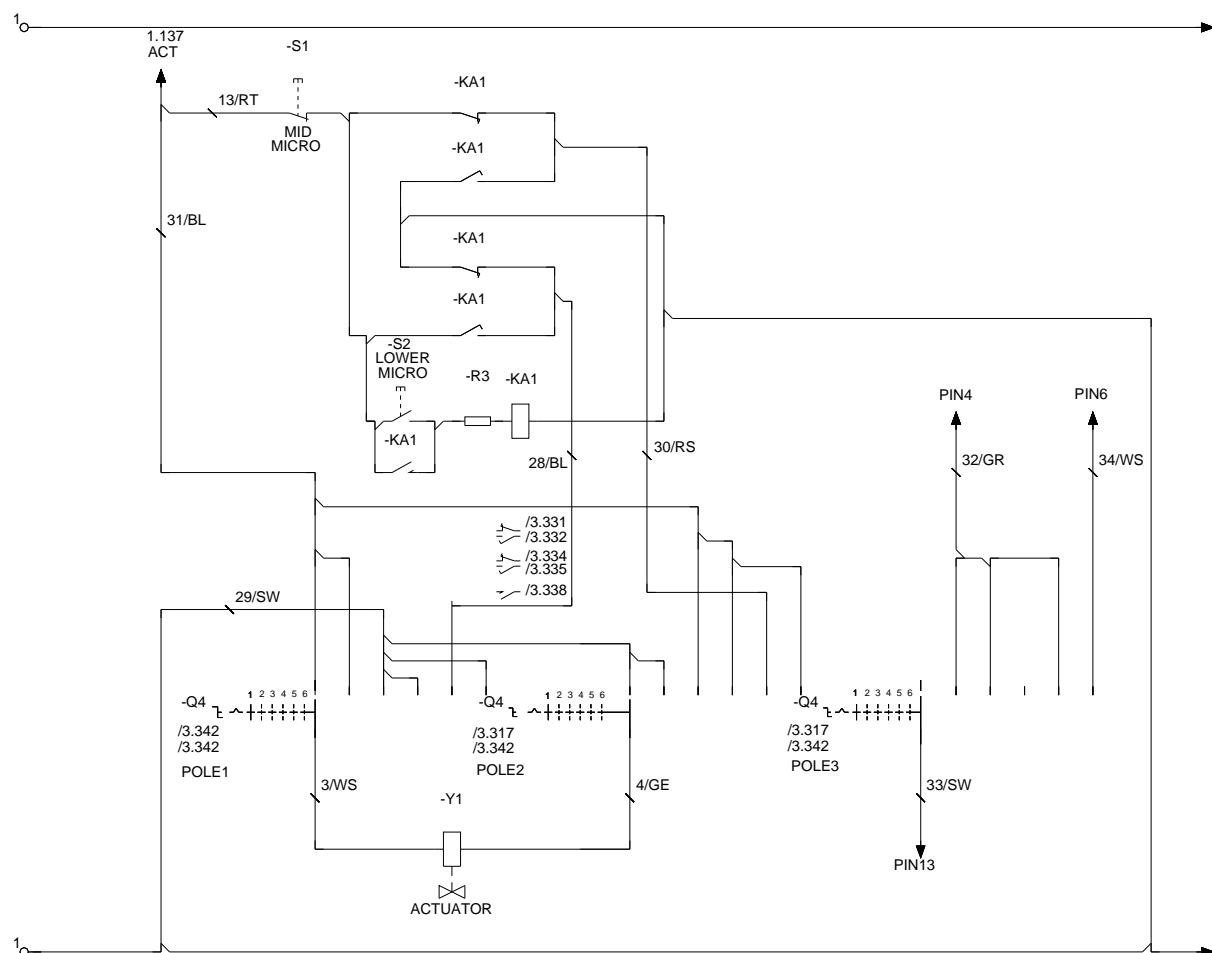 1
1.137
ACT
-S1
-KA1
13/RT
MID
MICRO
-KA1
31/BL
-KA1
-KA1
-S2
LOWER
MICRO
-R3
-KA1
PIN4
PIN6
-KA1
28/BL
30/RS
32/GR
34/WS
/3.331
/3.332
/3.334
/3.335
/3.338
29/SW
-Q4
1 2 3 4 5 6
/3.342
/3.342
POLE1
-Q4
1 2 3 4 5 6
/3.317
/3.342
POLE2
-Q4
1 2 3 4 5 6
/3.317
/3.342
POLE3
3/WS
-Y1
4/GE
33/SW
PIN13
ACTUATOR
1